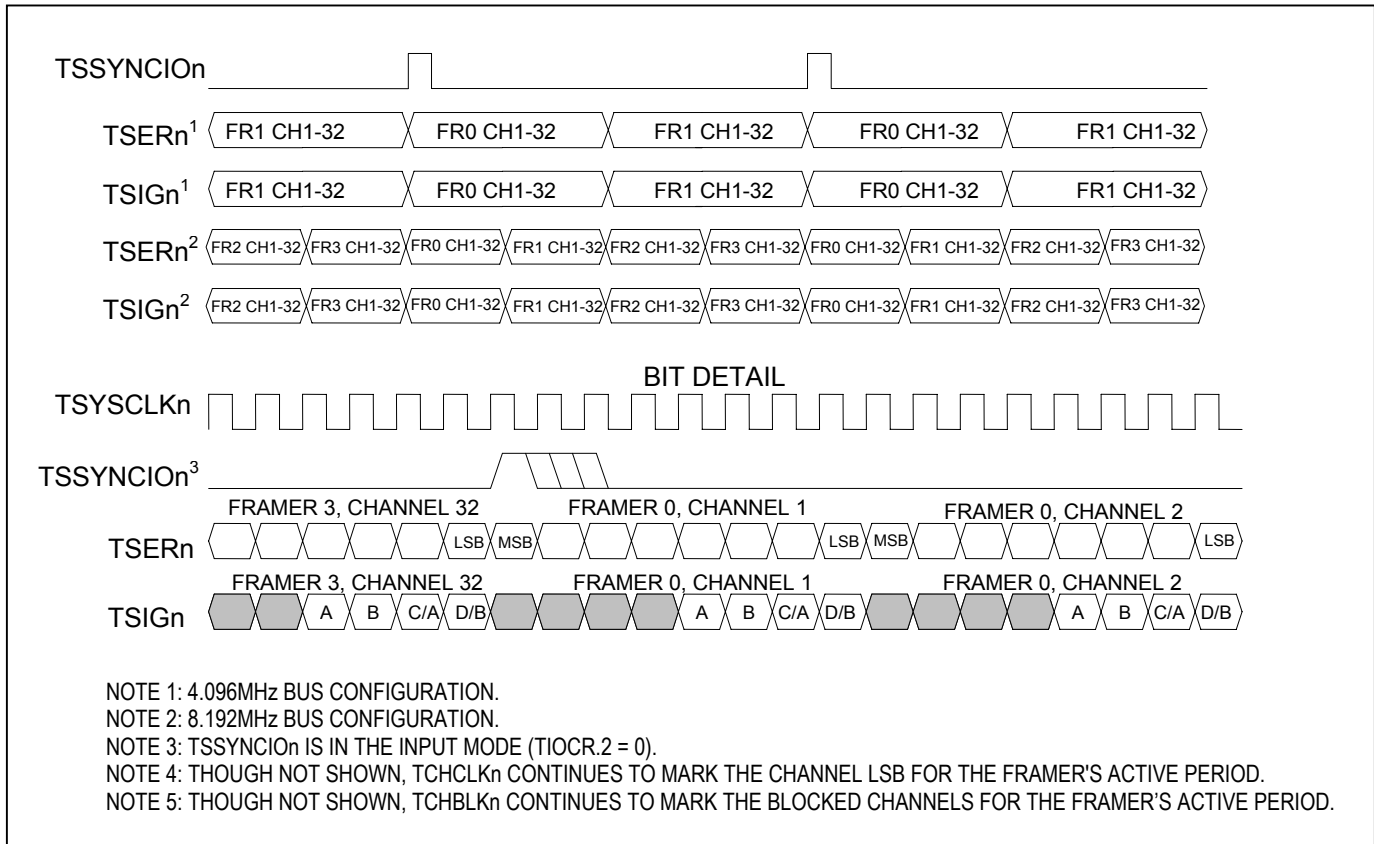 TSSYNCIOn
TSERn¹ FR1 CH1-32 FR0 CH1-32 FR1 CH1-32 FR0 CH1-32 FR1 CH1-32
TSIGn¹ FR1 CH1-32 FR0 CH1-32 FR1 CH1-32 FR0 CH1-32 FR1 CH1-32
TSERn² FR2 CH1-32 FR3 CH1-32 FR0 CH1-32 FR1 CH1-32 FR2 CH1-32 FR3 CH1-32 FR0 CH1-32 FR1 CH1-32 FR2 CH1-32 FR3 CH1-32
TSIGn² FR2 CH1-32 FR3 CH1-32 FR0 CH1-32 FR1 CH1-32 FR2 CH1-32 FR3 CH1-32 FR0 CH1-32 FR1 CH1-32 FR2 CH1-32 FR3 CH1-32
BIT DETAIL
TSYSCLKn
TSSYNCIOn³
FRAMER 3, CHANNEL 32 FRAMER 0, CHANNEL 1 FRAMER 0, CHANNEL 2
TSERn LSB MSB LSB MSB LSB
FRAMER 3, CHANNEL 32 FRAMER 0, CHANNEL 1 FRAMER 0, CHANNEL 2
TSIGn A B C/A D/B A B C/A D/B A B C/A D/B
NOTE 1: 4.096MHz BUS CONFIGURATION.
NOTE 2: 8.192MHz BUS CONFIGURATION.
NOTE 3: TSSYNCIOn IS IN THE INPUT MODE (TIOCR.2 = 0).
NOTE 4: THOUGH NOT SHOWN, TCHCLKn CONTINUES TO MARK THE CHANNEL LSB FOR THE FRAMER'S ACTIVE PERIOD.
NOTE 5: THOUGH NOT SHOWN, TCHBLKn CONTINUES TO MARK THE BLOCKED CHANNELS FOR THE FRAMER’S ACTIVE PERIOD.